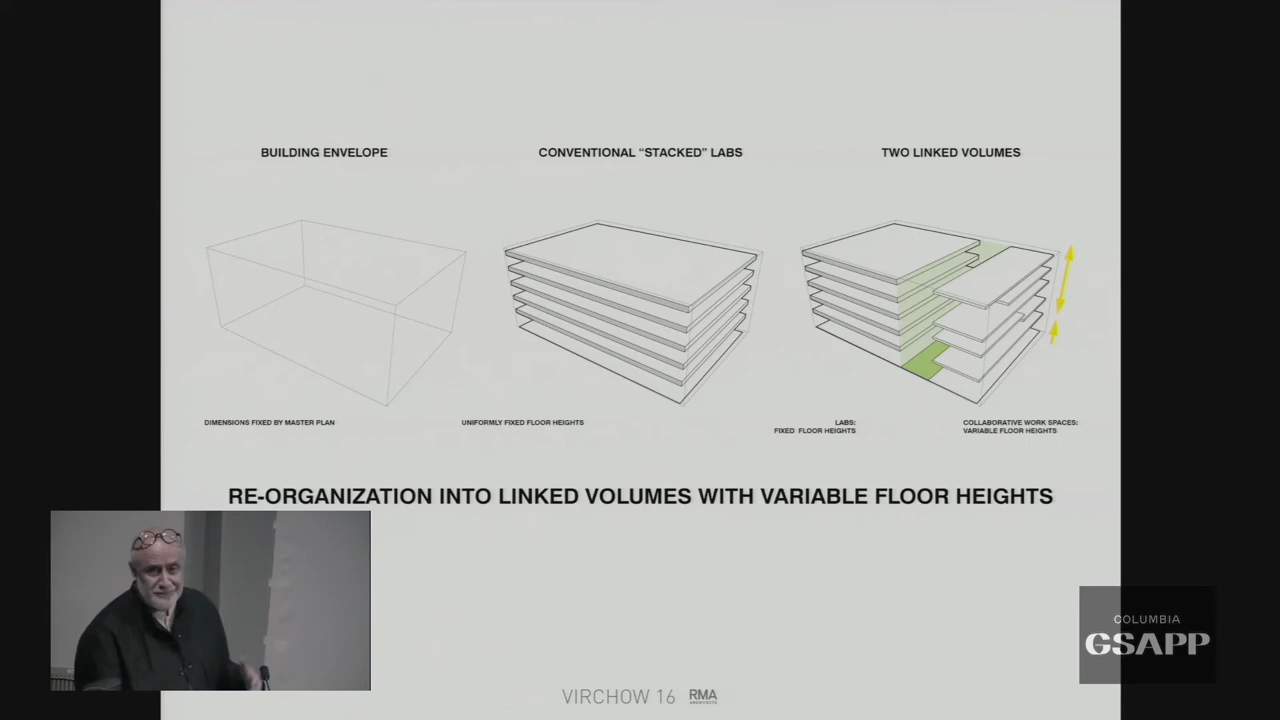 BUILDING ENVELOPE
CONVENTIONAL “STACKED” LABS
TWO LINKED VOLUMES
DIMENSIONS FIXED BY MASTER PLAN
UNIFORMLY FIXED FLOOR HEIGHTS
LABS:
FIXED FLOOR HEIGHTS
COLLABORATIVE WORK SPACES:
VARIABLE FLOOR HEIGHTS
RE-ORGANIZATION INTO LINKED VOLUMES WITH VARIABLE FLOOR HEIGHTS
COLUMBIA
GSAPP
VIRCHOW 16
RMA
ARCHITECTS